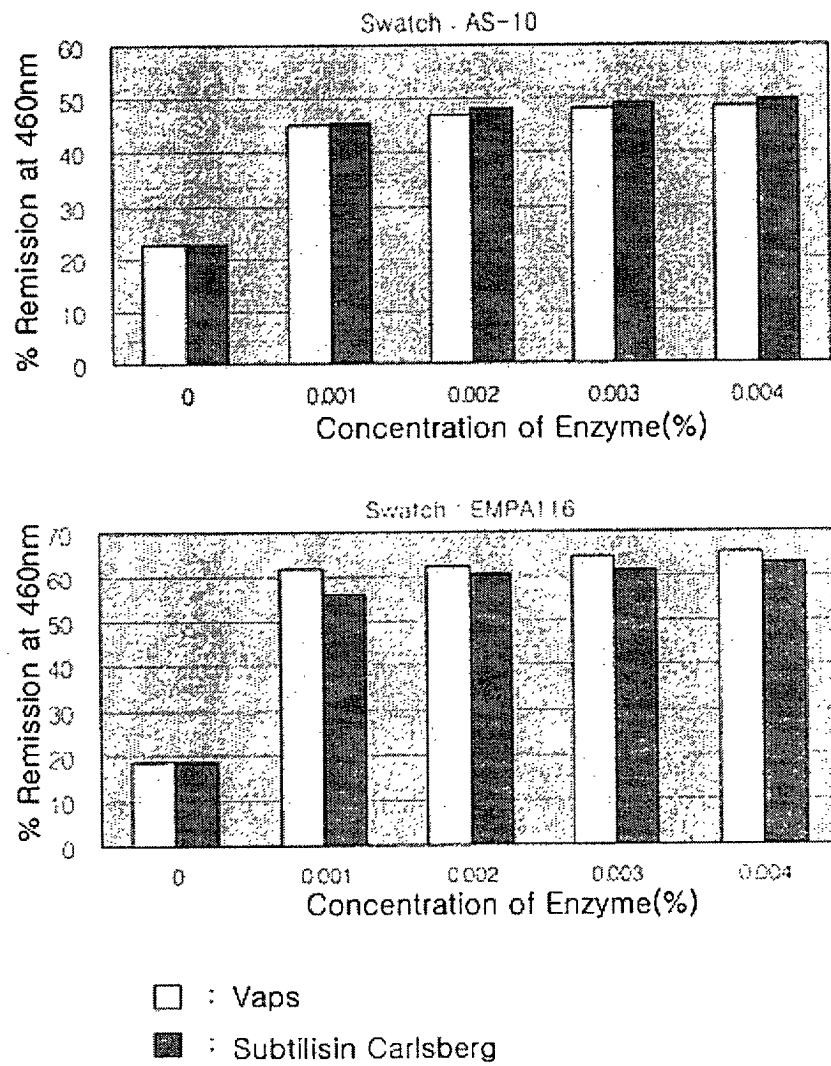 Swatch : AS-10
% Remission at 460nm
60
50
40
30
20
10
0
0 0.001 0.002 0.003 0.004
Concentration of Enzyme(%)
Swatch : EMPA116
% Remission at 460nm
70
60
50
40
30
20
10
0
0 0.001 0.002 0.003 0.004
Concentration of Enzyme(%)
: Vaps
: Subtilisin Carlsberg